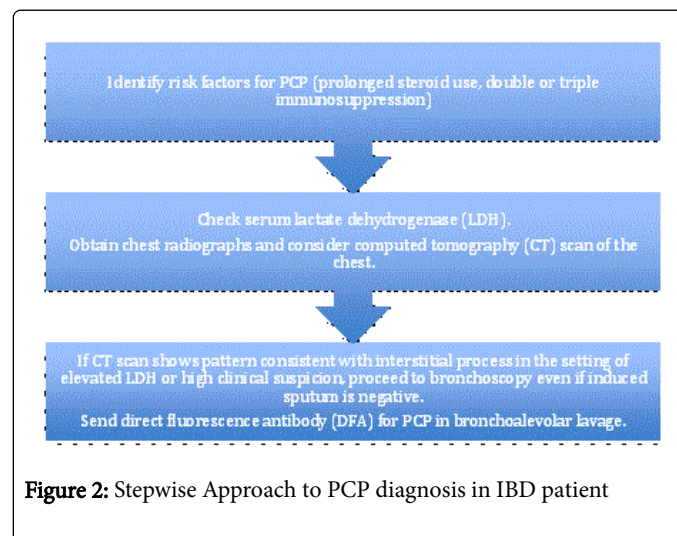 Identify risk factors for PCP (prolonged steroid use, double or triple
immunosuppression)
Check serum lactate dehydrogenase (LDH).
Obtain chest radiographs and consider computed tomography (CT) scan of the
chest.
If CT scan shows pattern consistent with interstitial process in the setting of
elevated LDH or high clinical suspicion, proceed to bronchoscopy even if induced
sputum is negative.
Send direct fluorescence antibody (DFA) for PCP in bronchoalevolar lavage.
Figure 2: Stepwise Approach to PCP diagnosis in IBD patient